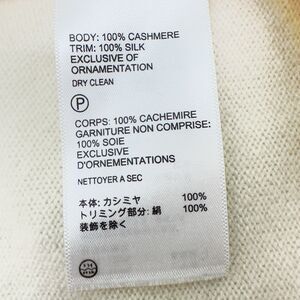 BODY: 100% CASHMERE
TRIM: 100% SILK
EXCLUSIVE OF
ORNAMENTATION
DRY CLEAN
P
CORPS: 100% CACHEMIRE
GARNITURE NON COMPRISE:
100% SOIE
EXCLUSIVE
D'ORNEMENTATIONS
NETTOYER A SEC
本体: カシミヤ 100%
トリミング部分: 絹 100%
装飾を除く